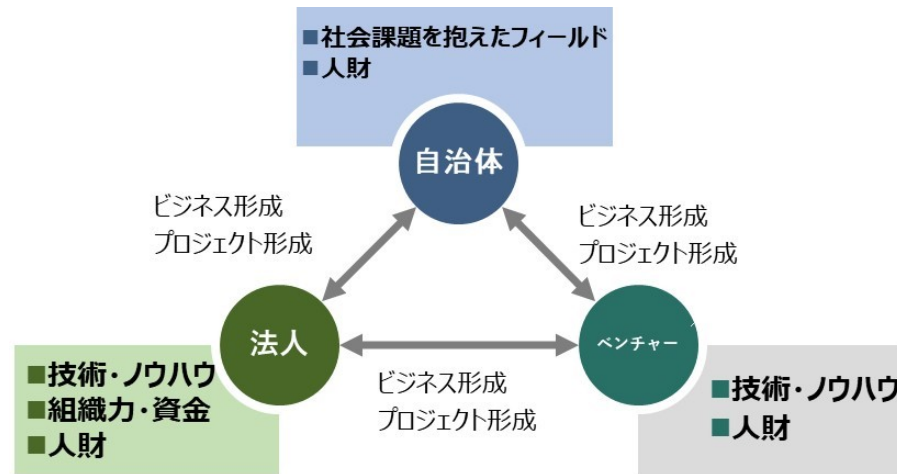 ■社会課題を抱えたフィールド
■人財
自治体
ビジネス形成
プロジェクト形成
ビジネス形成
プロジェクト形成
法人
ベンチャー
■技術・ノウハウ
■組織力・資金
■人財
ビジネス形成
プロジェクト形成
■技術・ノウハウ
■人財